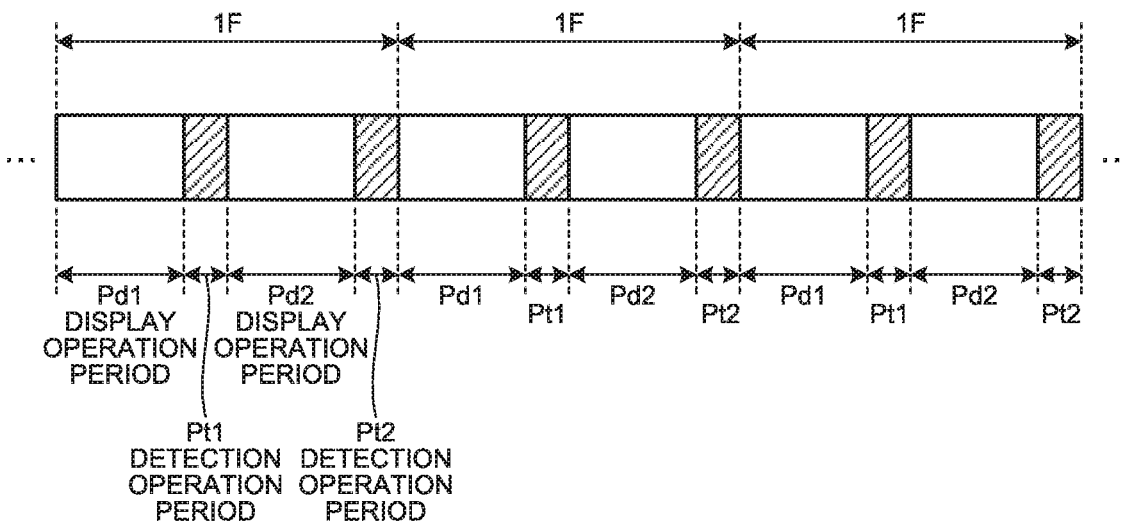 1F 1F 1F
... ...
Pd1 Pd2 Pd1 Pt1 Pd2 Pt2 Pd1 Pt1 Pd2 Pt2
DISPLAY DISPLAY
OPERATION OPERATION
PERIOD PERIOD
Pt1 Pt2
DETECTION DETECTION
OPERATION OPERATION
PERIOD PERIOD